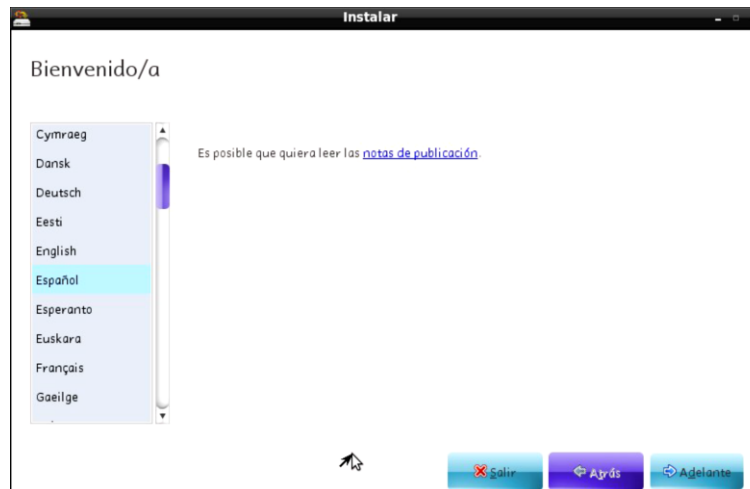 Instalar
Bienvenido/a
Cymraeg
Dansk
Deutsch
Eesti
English
Español
Esperanto
Euskara
Français
Gaeilge
Es posible que quiera leer las notas de publicación.
Salir
Atrás
Adelante